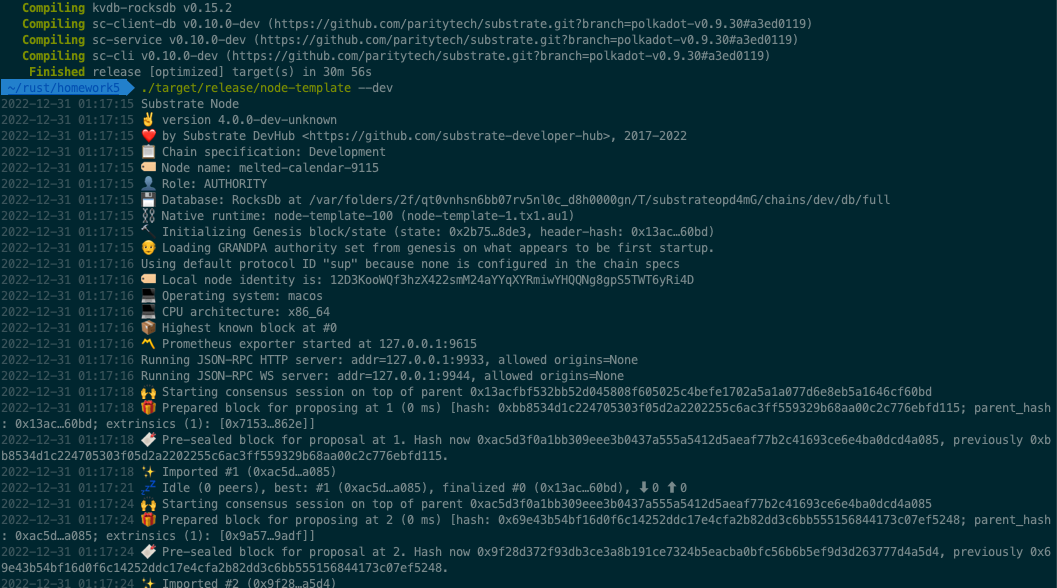 Compiling kvdb-rocksdb v0.15.2
Compiling sc-client-db v0.10.0-dev (https://github.com/paritytech/substrate.git?branch=polkadot-v0.9.30#a3ed0119)
Compiling sc-service v0.10.0-dev (https://github.com/paritytech/substrate.git?branch=polkadot-v0.9.30#a3ed0119)
Compiling sc-cli v0.10.0-dev (https://github.com/paritytech/substrate.git?branch=polkadot-v0.9.30#a3ed0119)
Finished release [optimized] target(s) in 30m 56s
~/rust/homework5 ./target/release/node-template --dev
2022-12-31 01:17:15 Substrate Node
2022-12-31 01:17:15 ✌️ version 4.0.0-dev-unknown
2022-12-31 01:17:15 ❤️ by Substrate DevHub <https://github.com/substrate-developer-hub>, 2017-2022
2022-12-31 01:17:15 📋 Chain specification: Development
2022-12-31 01:17:15 🏷 Node name: melted-calendar-9115
2022-12-31 01:17:15 👤 Role: AUTHORITY
2022-12-31 01:17:15 💾 Database: RocksDb at /var/folders/2f/qt0vnhsn6bb07rv5nl0c_d8h0000gn/T/substrateopd4mG/chains/dev/db/full
2022-12-31 01:17:15 ⛓ Native runtime: node-template-100 (node-template-1.tx1.au1)
2022-12-31 01:17:15 🔨 Initializing Genesis block/state (state: 0x2b75…8de3, header-hash: 0x13ac…60bd)
2022-12-31 01:17:15 👴 Loading GRANDPA authority set from genesis on what appears to be first startup.
2022-12-31 01:17:16 Using default protocol ID "sup" because none is configured in the chain specs
2022-12-31 01:17:16 🏷 Local node identity is: 12D3KooWQf3hzX422smM24aYYqXYRmiwYHQQNg8gpS5TWT6yRi4D
2022-12-31 01:17:16 💻 Operating system: macos
2022-12-31 01:17:16 💻 CPU architecture: x86_64
2022-12-31 01:17:16 📦 Highest known block at #0
2022-12-31 01:17:16 〽️ Prometheus exporter started at 127.0.0.1:9615
2022-12-31 01:17:16 Running JSON-RPC HTTP server: addr=127.0.0.1:9933, allowed origins=None
2022-12-31 01:17:16 Running JSON-RPC WS server: addr=127.0.0.1:9944, allowed origins=None
2022-12-31 01:17:18 🙌 Starting consensus session on top of parent 0x13acfbf532bb52d045808f605025c4befe1702a5a1a077d6e8eb5a1646cf60bd
2022-12-31 01:17:18 🎁 Prepared block for proposing at 1 (0 ms) [hash: 0xbb8534d1c224705303f05d2a2202255c6ac3ff559329b68aa00c2c776ebfd115; parent_hash
: 0x13ac…60bd; extrinsics (1): [0x7153…862e]]
2022-12-31 01:17:18 🔖 Pre-sealed block for proposal at 1. Hash now 0xac5d3f0a1bb309eee3b0437a555a5412d5aeaf77b2c41693ce6e4ba0dcd4a085, previously 0xb
b8534d1c224705303f05d2a2202255c6ac3ff559329b68aa00c2c776ebfd115.
2022-12-31 01:17:18 ✨ Imported #1 (0xac5d…a085)
2022-12-31 01:17:21 💤 Idle (0 peers), best: #1 (0xac5d…a085), finalized #0 (0x13ac…60bd), ⬇ 0 ⬆ 0
2022-12-31 01:17:24 🙌 Starting consensus session on top of parent 0xac5d3f0a1bb309eee3b0437a555a5412d5aeaf77b2c41693ce6e4ba0dcd4a085
2022-12-31 01:17:24 🎁 Prepared block for proposing at 2 (0 ms) [hash: 0x69e43b54bf16d0f6c14252ddc17e4cfa2b82dd3c6bb555156844173c07ef5248; parent_hash
: 0xac5d…a085; extrinsics (1): [0x9a57…9adf]]
2022-12-31 01:17:24 🔖 Pre-sealed block for proposal at 2. Hash now 0x9f28d372f93db3ce3a8b191ce7324b5eacba0bfc56b6b5ef9d3d263777d4a5d4, previously 0x6
9e43b54bf16d0f6c14252ddc17e4cfa2b82dd3c6bb555156844173c07ef5248.
2022-12-31 01:17:24 ✨ Imported #2 (0x9f28…a5d4)